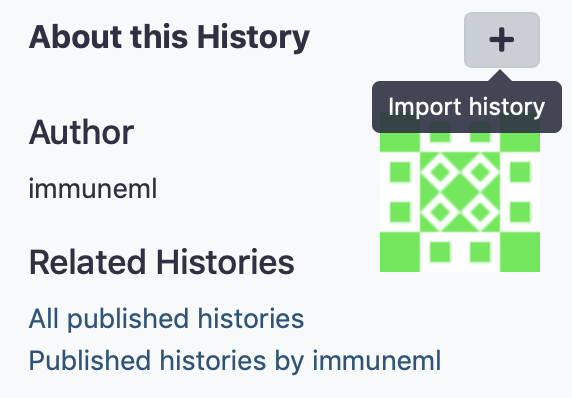 About this History
+
Import history
Author
immuneml
Related Histories
All published histories
Published histories by immuneml